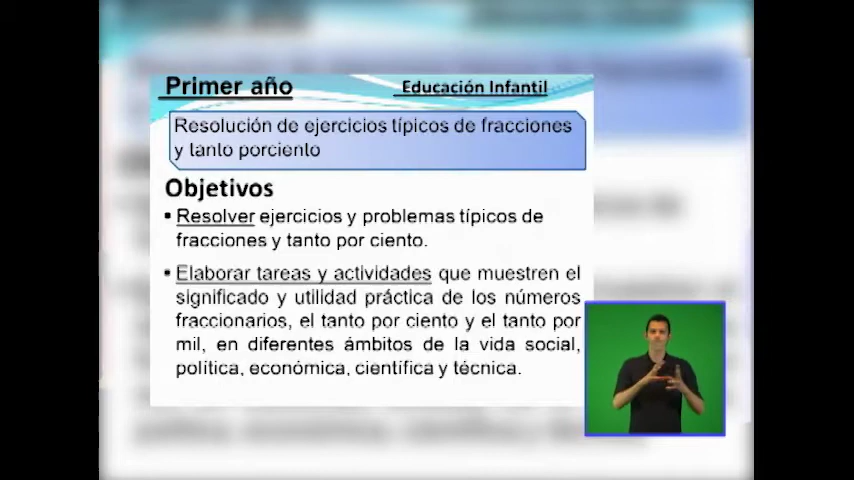 Primer año
Educación Infantil
Resolución de ejercicios típicos de fracciones
y tanto porciento
Objetivos
▪ Resolver ejercicios y problemas típicos de
fracciones y tanto por ciento.
▪ Elaborar tareas y actividades que muestren el
significado y utilidad práctica de los números
fraccionarios, el tanto por ciento y el tanto por
mil, en diferentes ámbitos de la vida social,
política, económica, científica y técnica.